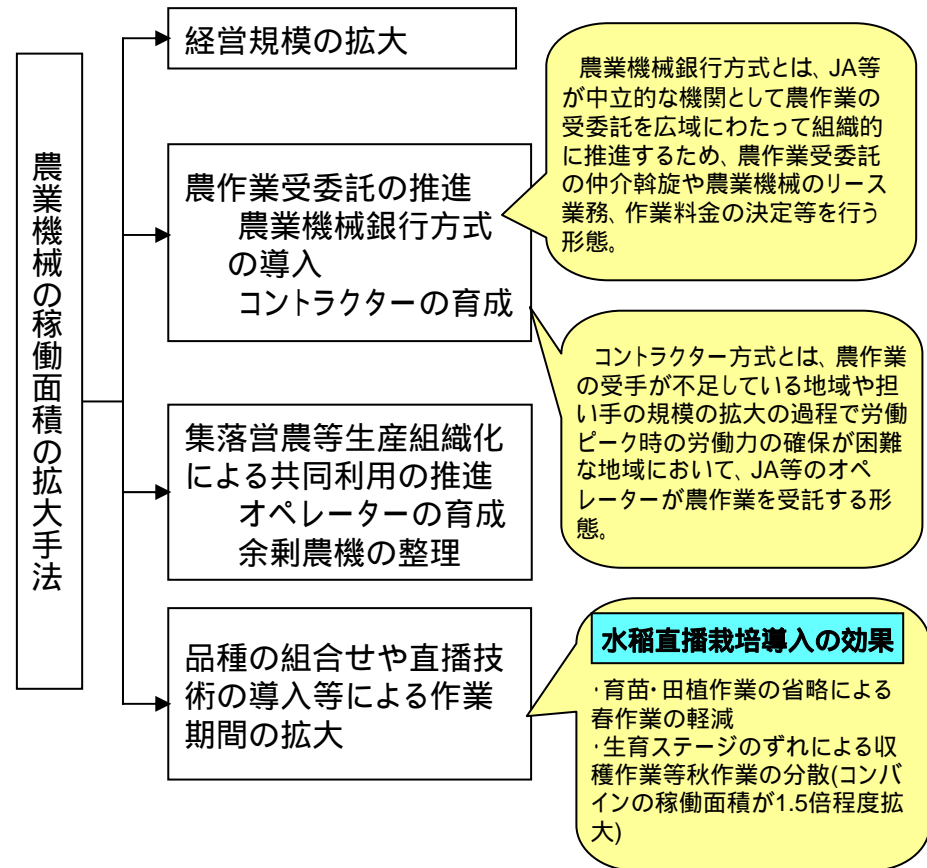 農業機械の稼働面積の拡大手法
経営規模の拡大
農作業受委託の推進
農業機械銀行方式
の導入
コントラクターの育成
農業機械銀行方式とは、JA等
が中立的な機関として農作業の
受委託を広域にわたって組織的
に推進するため、農作業受委託
の仲介斡旋や農業機械のリース
業務、作業料金の決定等を行う
形態。
コントラクター方式とは、農作業
の受手が不足している地域や担
い手の規模の拡大の過程で労働
ピーク時の労働力の確保が困難
な地域において、JA等のオペ
レーターが農作業を受託する形
態。
集落営農等生産組織化
による共同利用の推進
オペレーターの育成
余剰農機の整理
品種の組合せや直播技
術の導入等による作業
期間の拡大
水稲直播栽培導入の効果
・育苗・田植作業の省略による
春作業の軽減
・生育ステージのずれによる収
穫作業等秋作業の分散(コンバ
インの稼働面積が1.5倍程度拡
大)